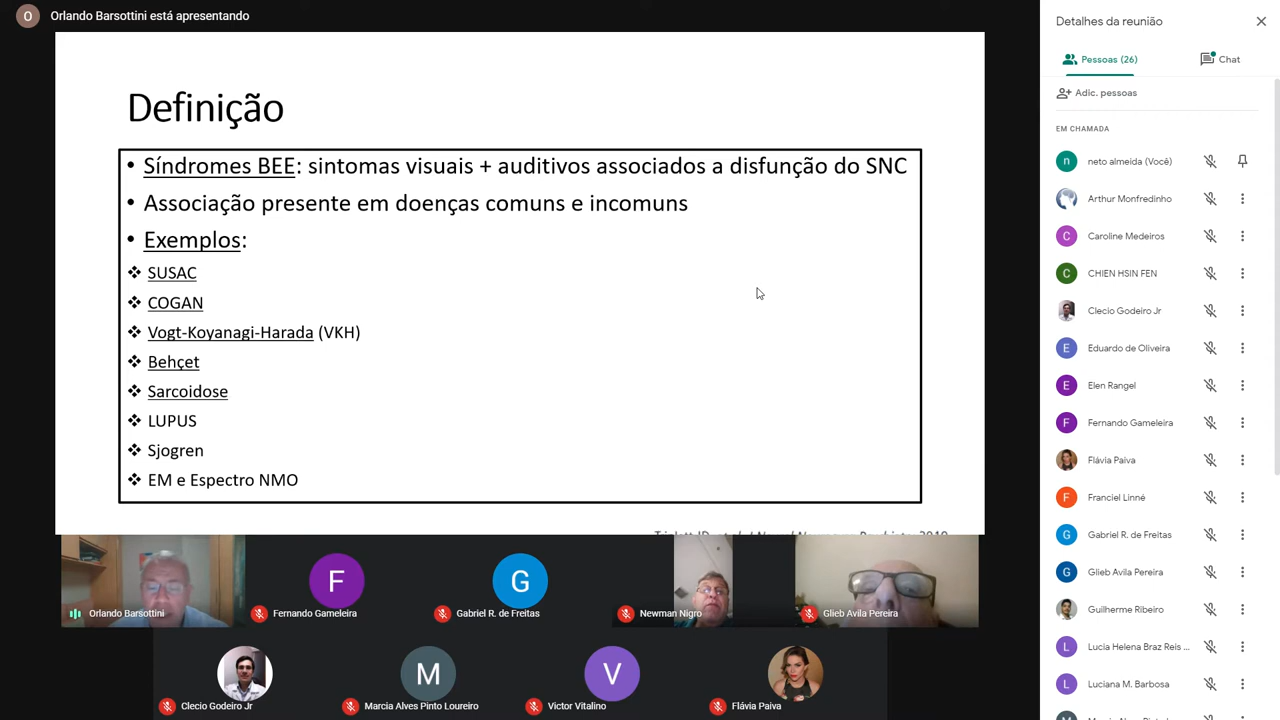 O
Orlando Barsottini está apresentando
Definição
• Síndromes BEE: sintomas visuais + auditivos associados a disfunção do SNC
• Associação presente em doenças comuns e incomuns
• Exemplos:
❖ SUSAC
❖ COGAN
❖ Vogt-Koyanagi-Harada (VKH)
❖ Behçet
❖ Sarcoidose
❖ LUPUS
❖ Sjogren
❖ EM e Espectro NMO
Orlando Barsottini
F
Fernando Gameleira
G
Gabriel R. de Freitas
Newman Nigro
Glieb Avila Pereira
Clecio Godeiro Jr
M
Marcia Alves Pinto Loureiro
V
Victor Vitalino
Flávia Paiva
Detalhes da reunião
Pessoas (26)
Chat
Adic. pessoas
EM CHAMADA
n neto almeida (Você)
Arthur Monfredinho
C Caroline Medeiros
C CHIEN HSIN FEN
Clecio Godeiro Jr
E Eduardo de Oliveira
E Elen Rangel
F Fernando Gameleira
Flávia Paiva
F Franciel Linné
G Gabriel R. de Freitas
G Glieb Avila Pereira
Guilherme Ribeiro
L Lucia Helena Braz Reis ...
L Luciana M. Barbosa